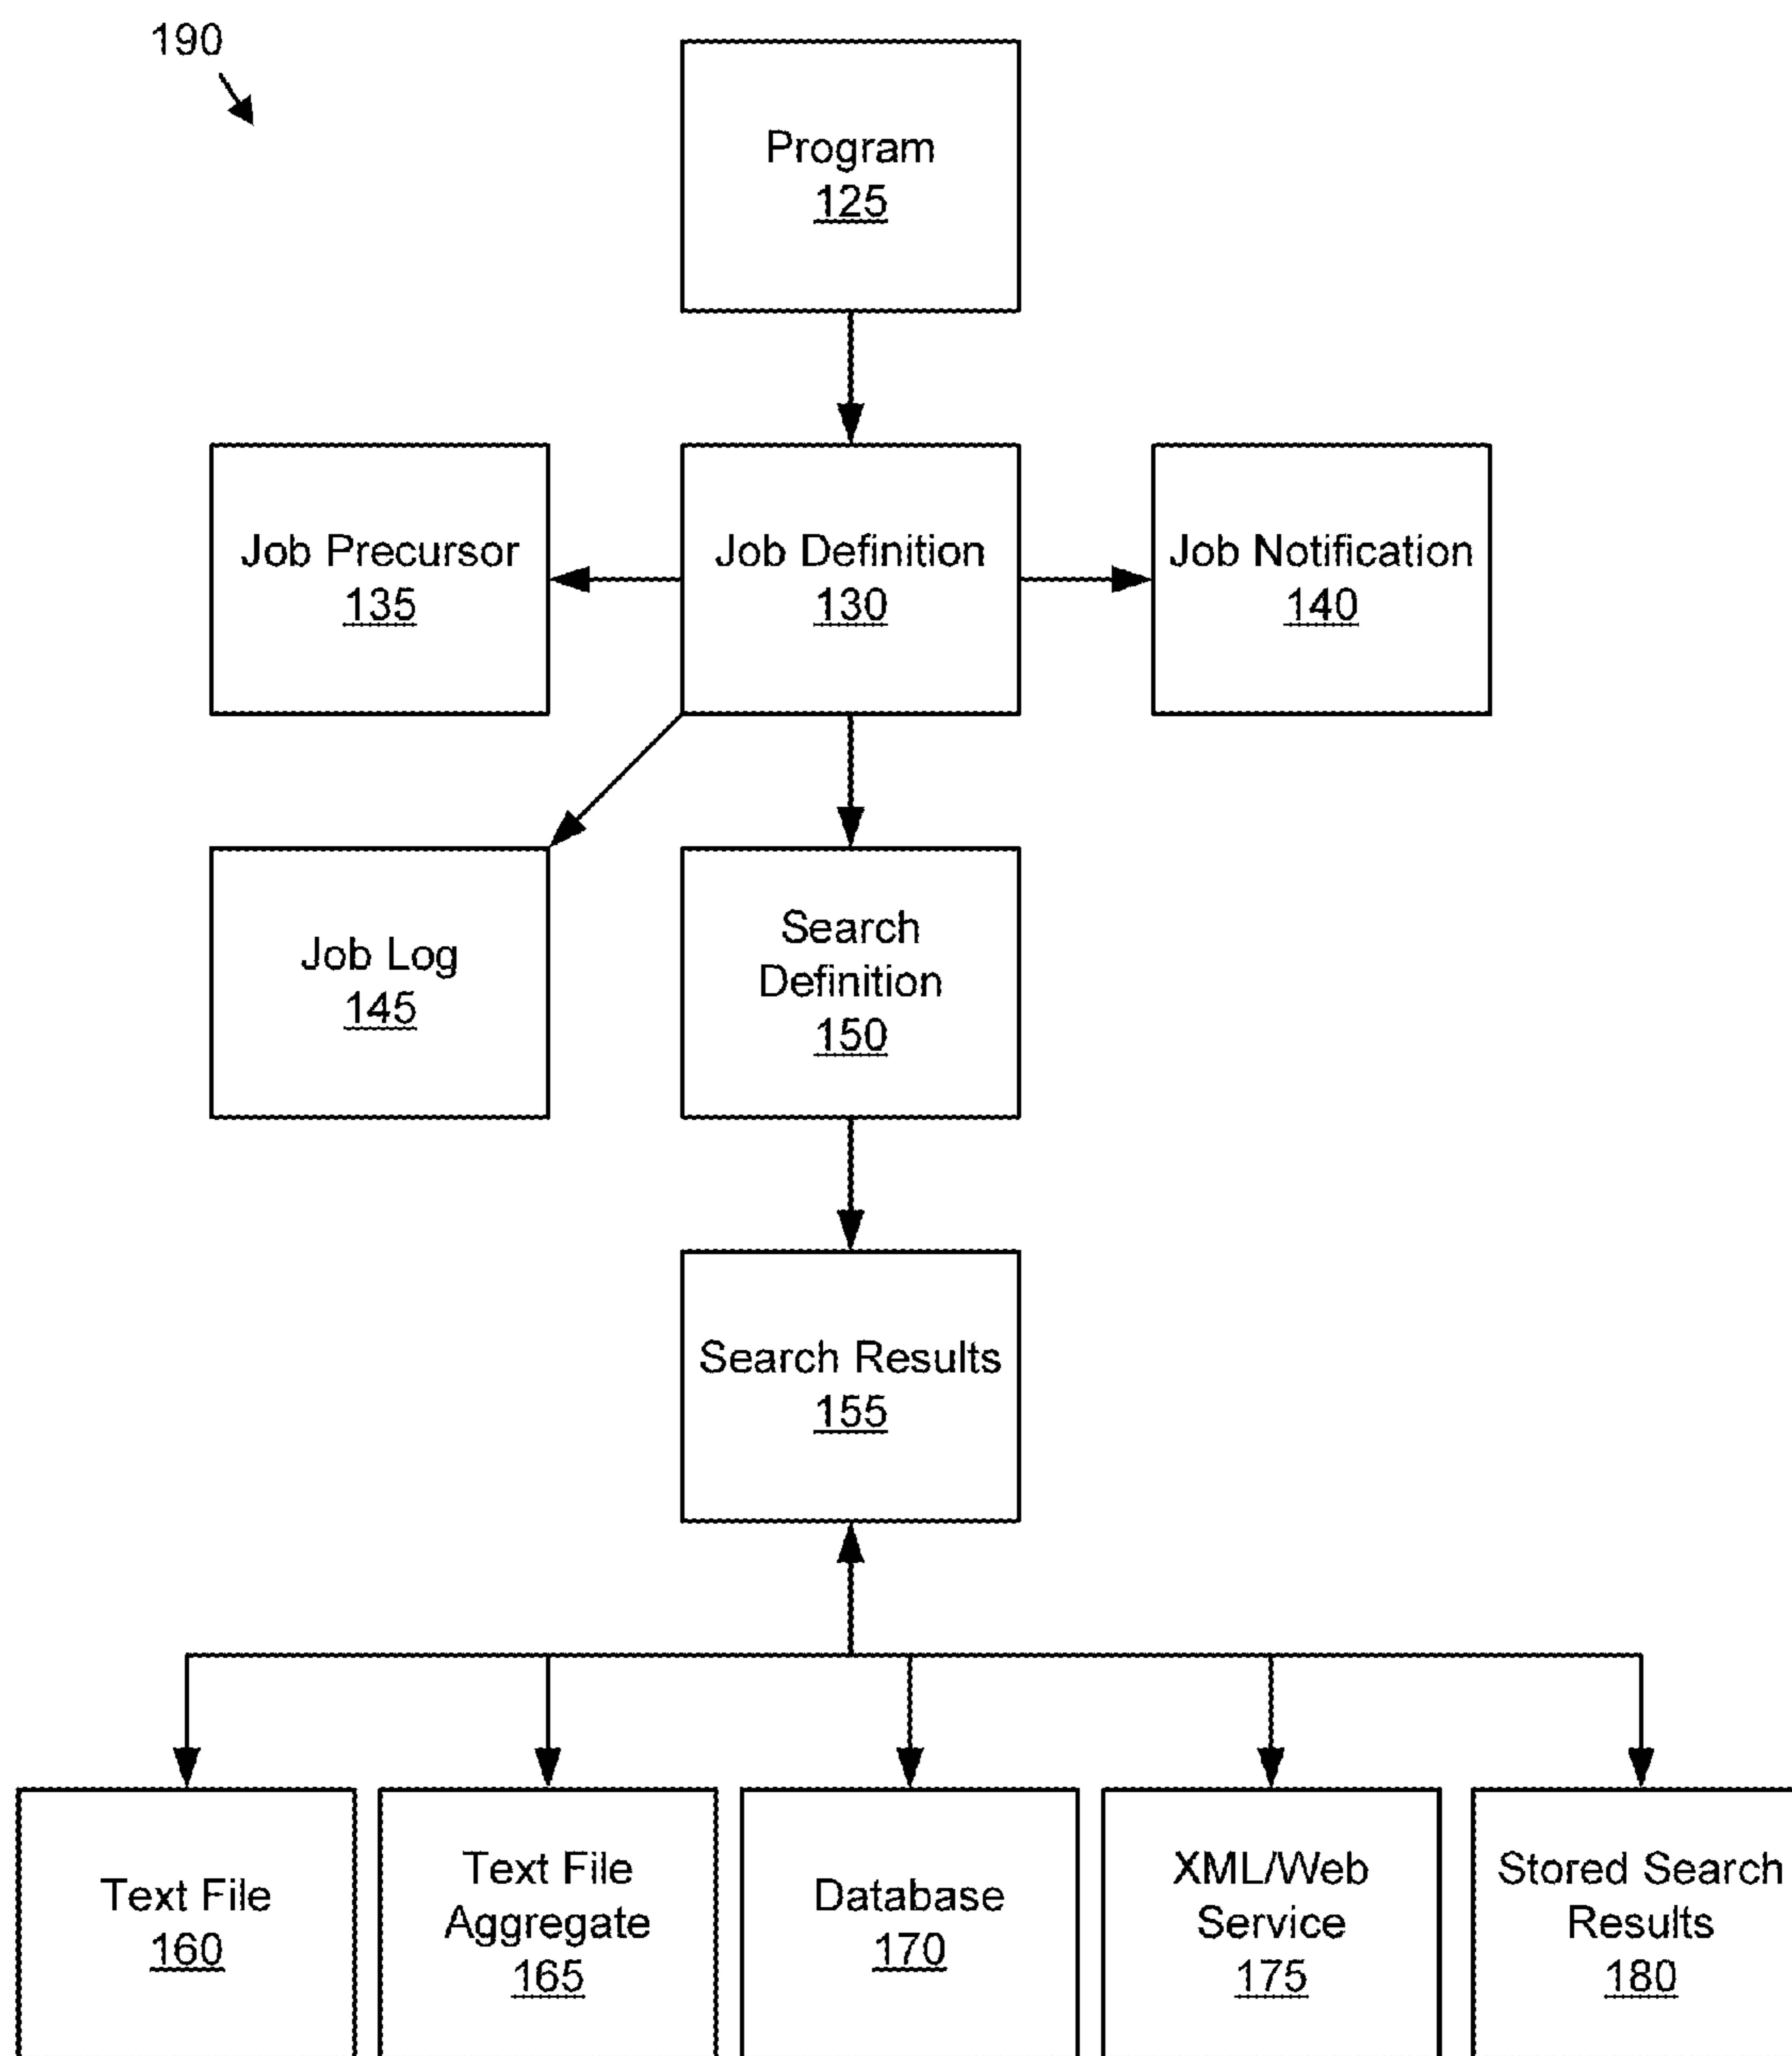 190
Program
125
Job Precursor
135
Job Definition
130
Job Notification
140
Job Log
145
Search
Definition
150
Search Results
155
Text File
160
Text File
Aggregate
165
Database
170
XML/Web
Service
175
Stored Search
Results
180